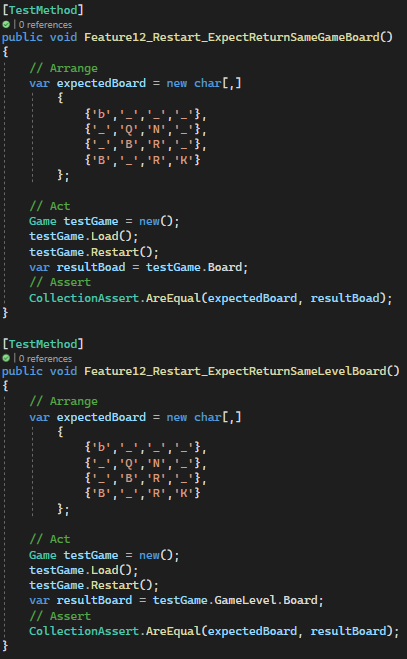 [TestMethod]
| 0 references
public void Feature12_Restart_ExpectReturnSameGameBoard()
{
    // Arrange
    var expectedBoard = new char[,]
        {
            {'b','_','_','_'},
            {'_','Q','N','_'},
            {'_','B','R','_'},
            {'B','_','R','K'}
        };

    // Act
    Game testGame = new();
    testGame.Load();
    testGame.Restart();
    var resultBoad = testGame.Board;
    // Assert
    CollectionAssert.AreEqual(expectedBoard, resultBoad);
}

[TestMethod]
| 0 references
public void Feature12_Restart_ExpectReturnSameLevelBoard()
{
    // Arrange
    var expectedBoard = new char[,]
        {
            {'b','_','_','_'},
            {'_','Q','N','_'},
            {'_','B','R','_'},
            {'B','_','R','K'}
        };

    // Act
    Game testGame = new();
    testGame.Load();
    testGame.Restart();
    var resultBoard = testGame.GameLevel.Board;
    // Assert
    CollectionAssert.AreEqual(expectedBoard, resultBoard);
}